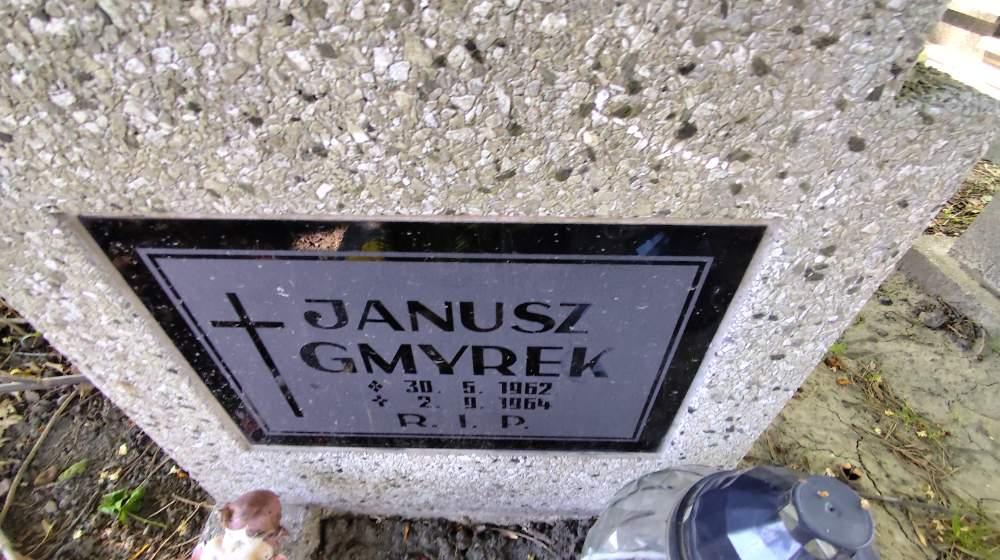 JANUSZ
GMYREK
30. 5. 1962
2. 9. 1964
R. I. P.